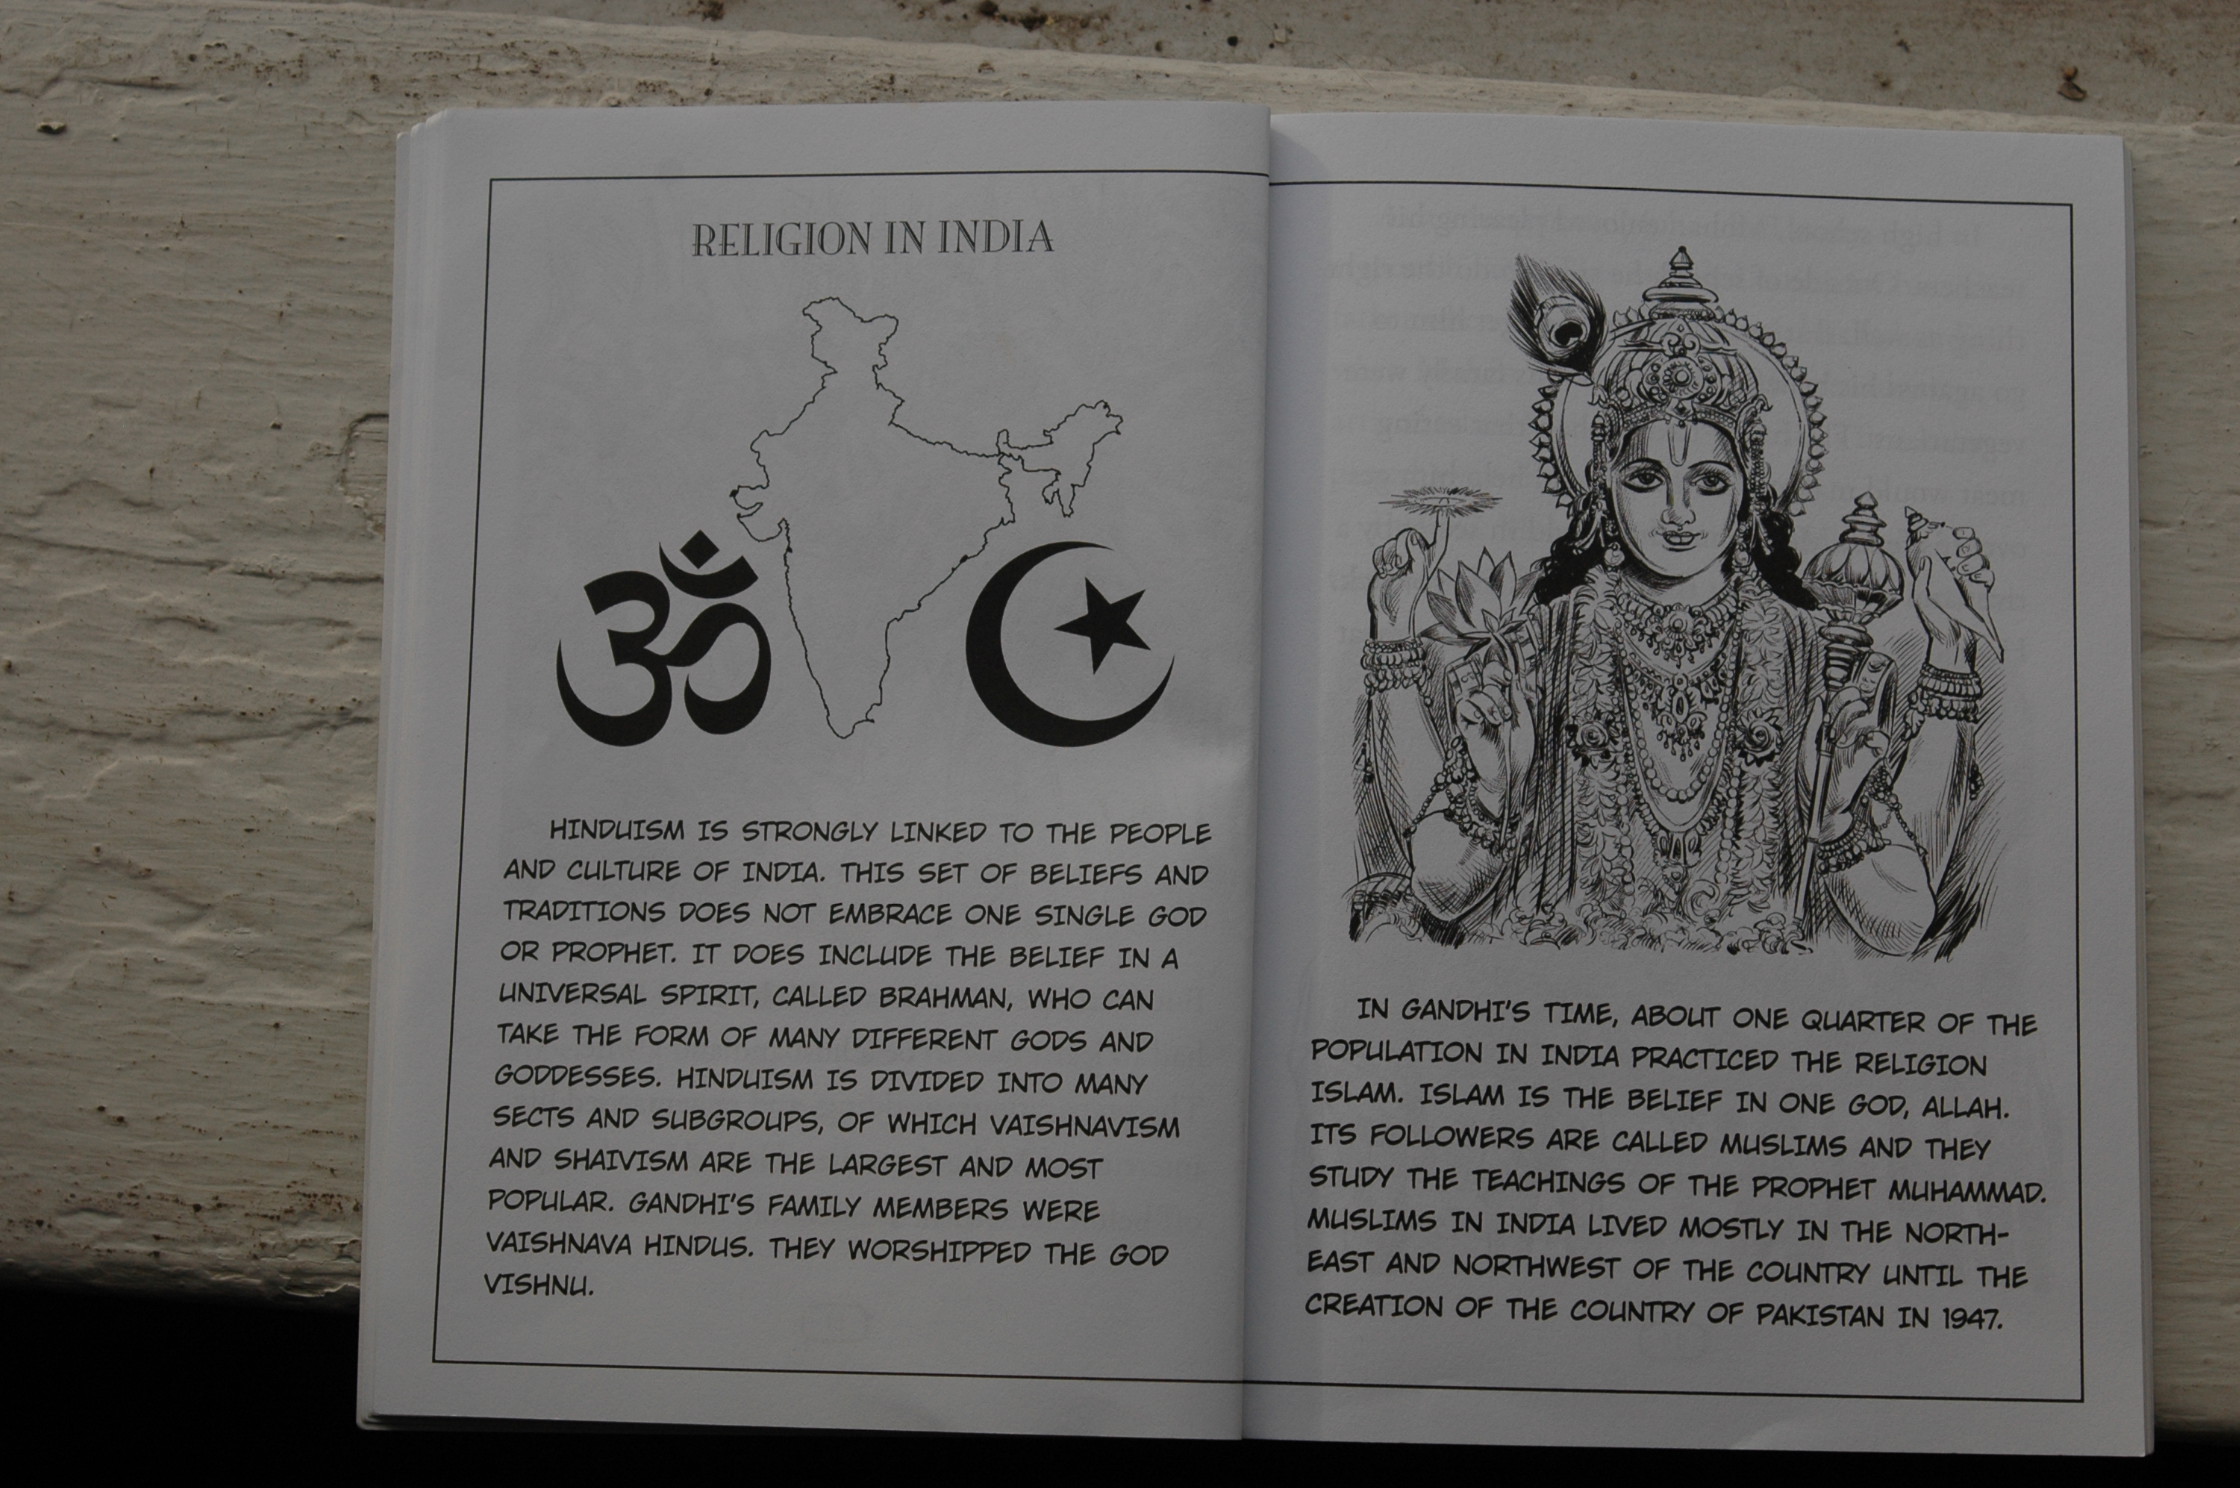 RELIGION IN INDIA
HINDUISM IS STRONGLY LINKED TO THE PEOPLE
AND CULTURE OF INDIA. THIS SET OF BELIEFS AND
TRADITIONS DOES NOT EMBRACE ONE SINGLE GOD
OR PROPHET. IT DOES INCLUDE THE BELIEF IN A
UNIVERSAL SPIRIT, CALLED BRAHMAN, WHO CAN
TAKE THE FORM OF MANY DIFFERENT GODS AND
GODDESSES. HINDUISM IS DIVIDED INTO MANY
SECTS AND SUBGROUPS, OF WHICH VAISHNAVISM
AND SHAIVISM ARE THE LARGEST AND MOST
POPULAR. GANDHI'S FAMILY MEMBERS WERE
VAISHNAVA HINDUS. THEY WORSHIPPED THE GOD
VISHNU.
IN GANDHI'S TIME, ABOUT ONE QUARTER OF THE
POPULATION IN INDIA PRACTICED THE RELIGION
ISLAM. ISLAM IS THE BELIEF IN ONE GOD, ALLAH.
ITS FOLLOWERS ARE CALLED MUSLIMS AND THEY
STUDY THE TEACHINGS OF THE PROPHET MUHAMMAD.
MUSLIMS IN INDIA LIVED MOSTLY IN THE NORTH-
EAST AND NORTHWEST OF THE COUNTRY UNTIL THE
CREATION OF THE COUNTRY OF PAKISTAN IN 1947.